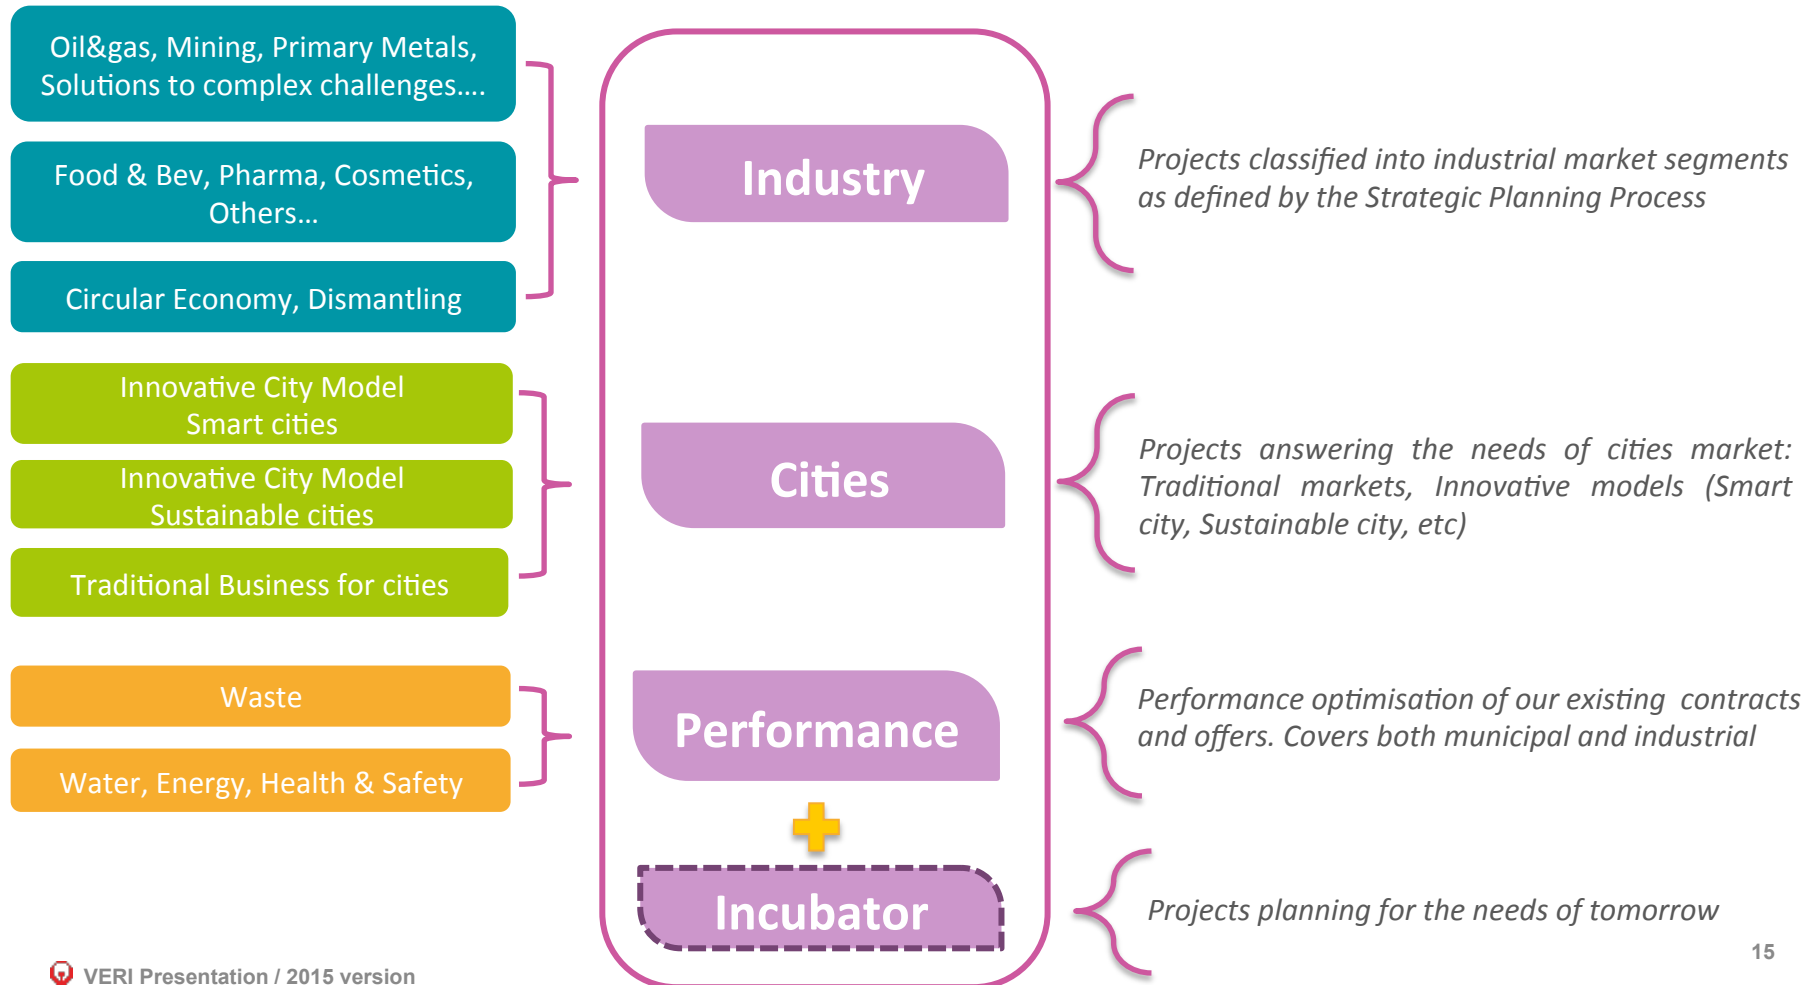 Oil&gas, Mining, Primary Metals,
Solutions to complex challenges....
Food & Bev, Pharma, Cosmetics,
Others...
Circular Economy, Dismantling
Industry
Projects classified into industrial market segments
as defined by the Strategic Planning Process
Innovative City Model
Smart cities
Innovative City Model
Sustainable cities
Traditional Business for cities
Cities
Projects answering the needs of cities market:
Traditional markets, Innovative models (Smart
city, Sustainable city, etc)
Waste
Water, Energy, Health & Safety
Performance
Performance optimisation of our existing contracts
and offers. Covers both municipal and industrial
Incubator
Projects planning for the needs of tomorrow
VERI Presentation / 2015 version
15